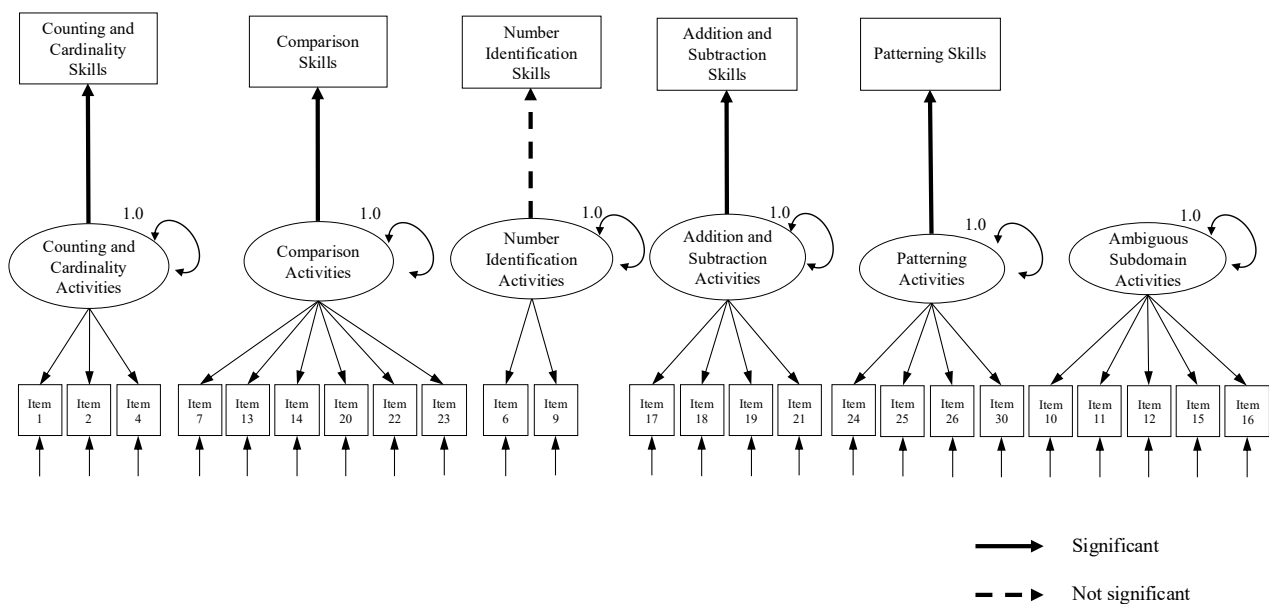 Counting and
Cardinality
Skills
Comparison
Skills
Number
Identification
Skills
Addition and
Subtraction
Skills
Patterning Skills
1.0
1.0
1.0
1.0
1.0
1.0
Counting and
Cardinality
Activities
Comparison
Activities
Number
Identification
Activities
Addition and
Subtraction
Activities
Patterning
Activities
Ambiguous
Subdomain
Activities
Item
1
Item
2
Item
4
Item
7
Item
13
Item
14
Item
20
Item
22
Item
23
Item
6
Item
9
Item
17
Item
18
Item
19
Item
21
Item
24
Item
25
Item
26
Item
30
Item
10
Item
11
Item
12
Item
15
Item
16
Significant
Not significant